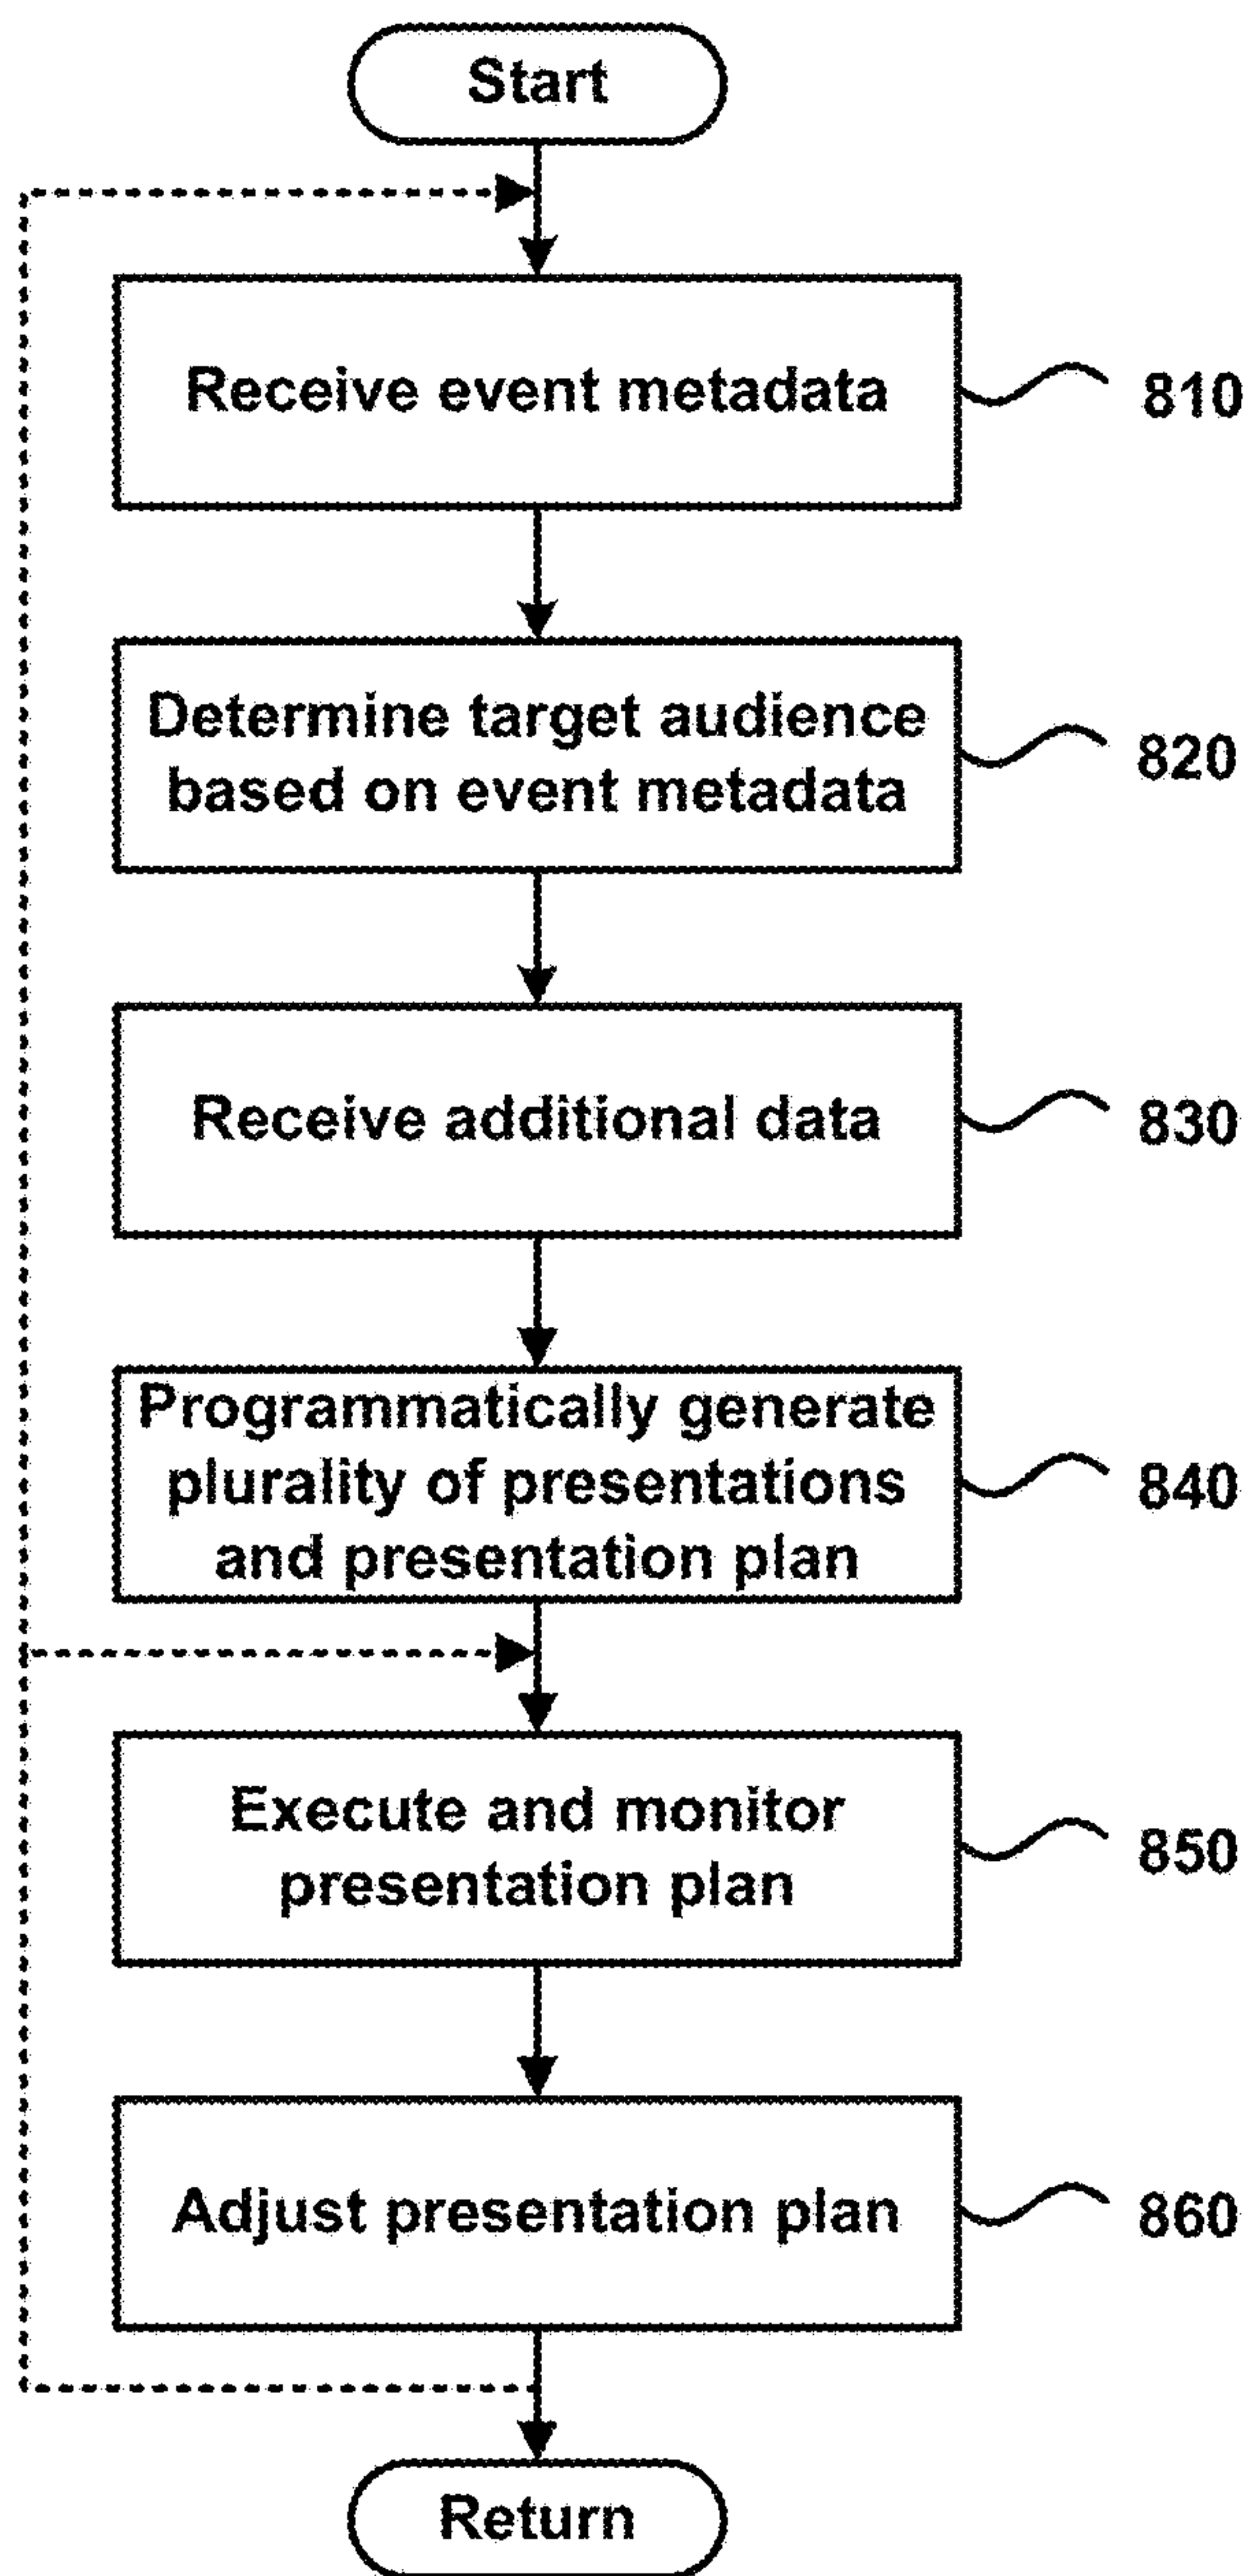 Start
Receive event metadata
810
Determine target audience
based on event metadata
820
Receive additional data
830
Programmatically generate
plurality of presentations
and presentation plan
840
Execute and monitor
presentation plan
850
Adjust presentation plan
860
Return